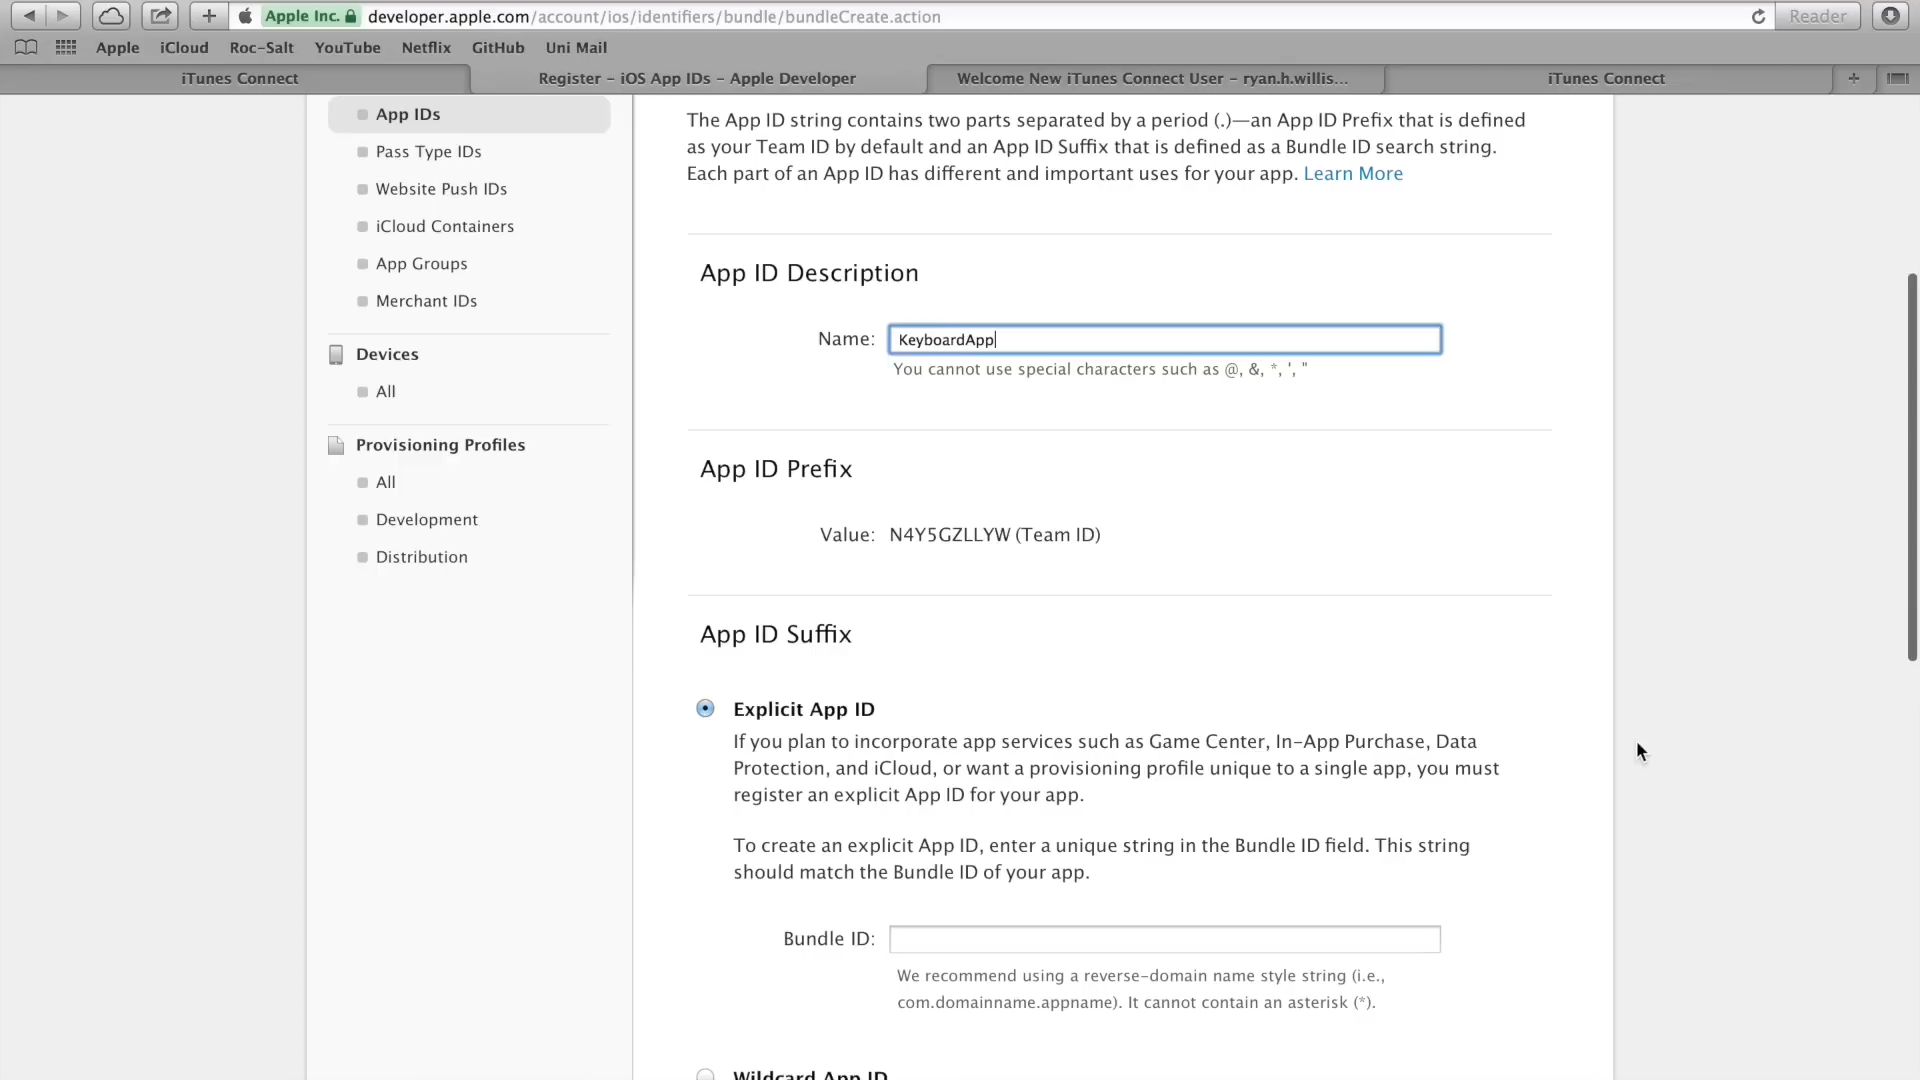 Apple Inc. developer.apple.com/account/ios/identifiers/bundle/bundleCreate.action Reader
Apple iCloud Roc-Salt YouTube Netflix GitHub Uni Mail
iTunes Connect Register - iOS App IDs - Apple Developer Welcome New iTunes Connect User - ryan.h.willis... iTunes Connect
App IDs
Pass Type IDs
Website Push IDs
iCloud Containers
App Groups
Merchant IDs
Devices
All
Provisioning Profiles
All
Development
Distribution
The App ID string contains two parts separated by a period (.)—an App ID Prefix that is defined
as your Team ID by default and an App ID Suffix that is defined as a Bundle ID search string.
Each part of an App ID has different and important uses for your app. Learn More
App ID Description
Name: KeyboardApp
You cannot use special characters such as @, &, *, ', "
App ID Prefix
Value: N4Y5GZLLYW (Team ID)
App ID Suffix
Explicit App ID
If you plan to incorporate app services such as Game Center, In-App Purchase, Data
Protection, and iCloud, or want a provisioning profile unique to a single app, you must
register an explicit App ID for your app.
To create an explicit App ID, enter a unique string in the Bundle ID field. This string
should match the Bundle ID of your app.
Bundle ID:
We recommend using a reverse-domain name style string (i.e.,
com.domainname.appname). It cannot contain an asterisk (*).
Wildcard App ID